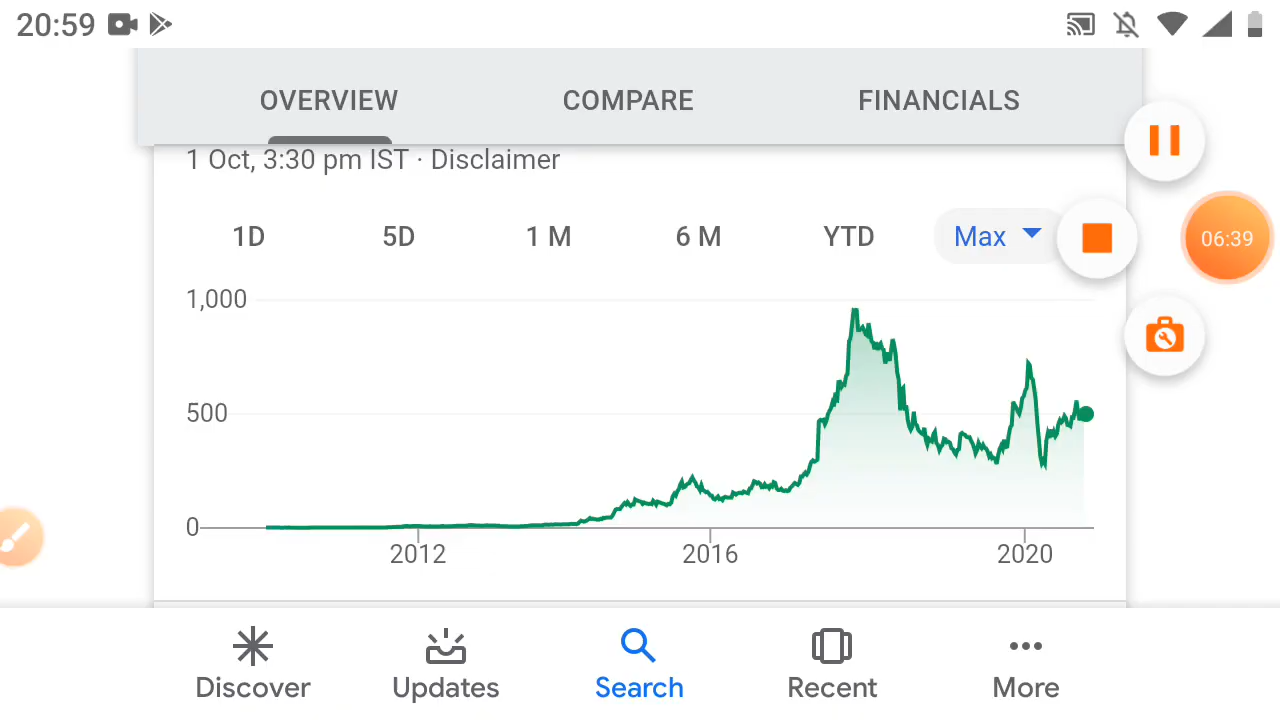 20:59
OVERVIEW COMPARE FINANCIALS
1 Oct, 3:30 pm IST · Disclaimer
1D 5D 1 M 6 M YTD Max
06:39
1,000
500
0
2012 2016 2020
Discover Updates Search Recent More